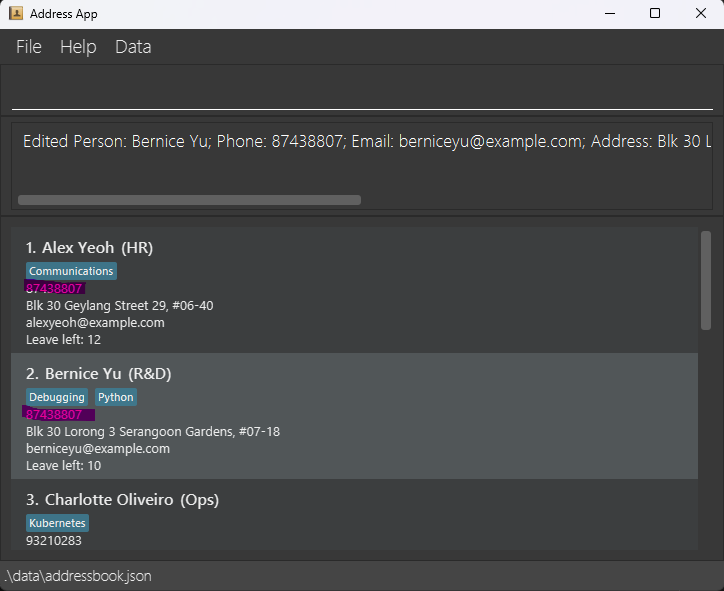 Address App
File Help Data
Edited Person: Bernice Yu; Phone: 87438807; Email: berniceyu@example.com; Address: Blk 30 L
1. Alex Yeoh (HR)
Communications
87438807
Blk 30 Geylang Street 29, #06-40
alexyeoh@example.com
Leave left: 12
2. Bernice Yu (R&D)
Debugging Python
87438807
Blk 30 Lorong 3 Serangoon Gardens, #07-18
berniceyu@example.com
Leave left: 10
3. Charlotte Oliveiro (Ops)
Kubernetes
93210283
.\data\addressbook.json